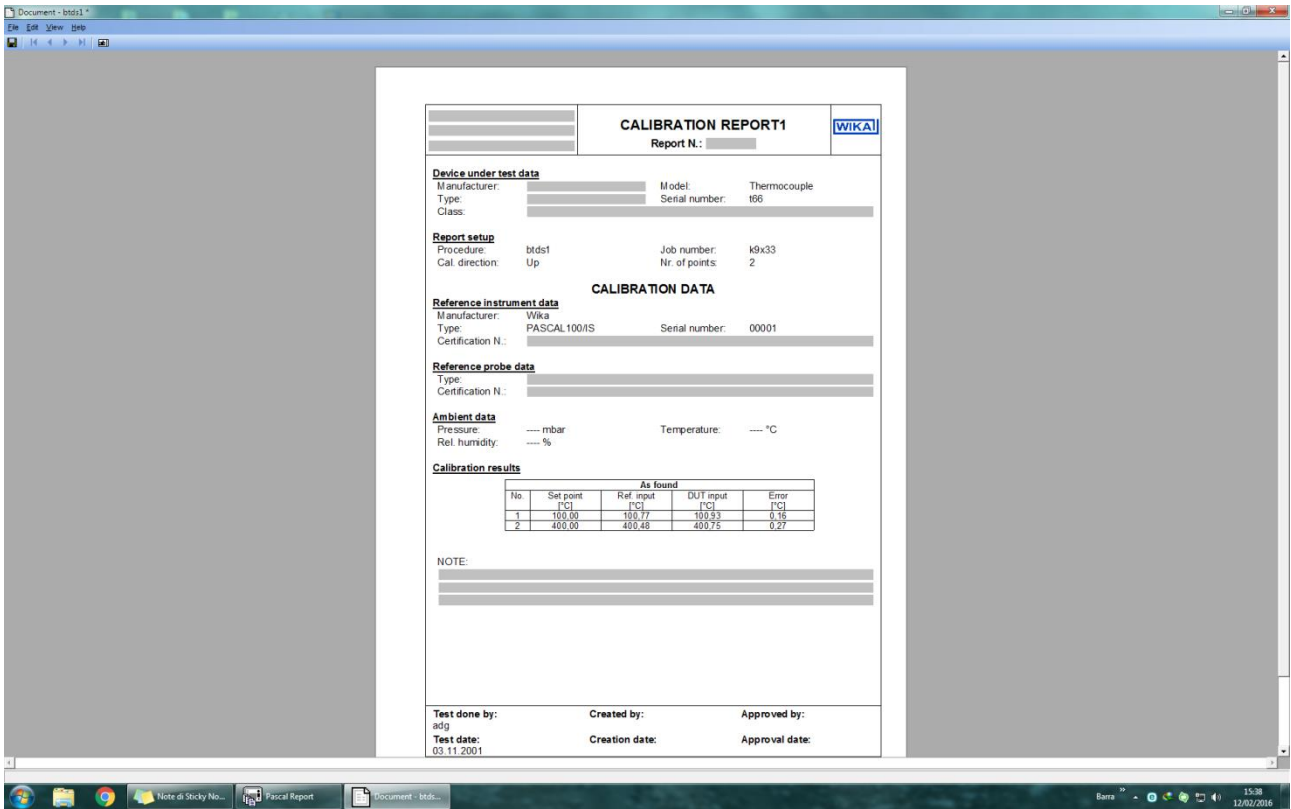 Document - btds1 *
File Edit View Help
CALIBRATION REPORT1
Report N.:
WIKA
Device under test data
Manufacturer: Model: Thermocouple
Type: Serial number: t66
Class:
Report setup
Procedure: btds1 Job number: k9x33
Cal. direction: Up Nr. of points: 2
CALIBRATION DATA
Reference instrument data
Manufacturer: Wika
Type: PASCAL100/IS Serial number: 00001
Certification N.:
Reference probe data
Type:
Certification N.:
Ambient data
Pressure: ---- mbar Temperature: ---- °C
Rel. humidity: ---- %
Calibration results
As found
No. Set point Ref. input DUT input Error
[°C] [°C] [°C] [°C]
1 100,00 100,77 100,93 0,16
2 400,00 400,48 400,75 0,27
NOTE:
Test done by: Created by: Approved by:
adg
Test date: Creation date: Approval date:
03.11.2001
Note di Sticky No... Pascal Report Document - btds... Barra » 15:38
12/02/2016